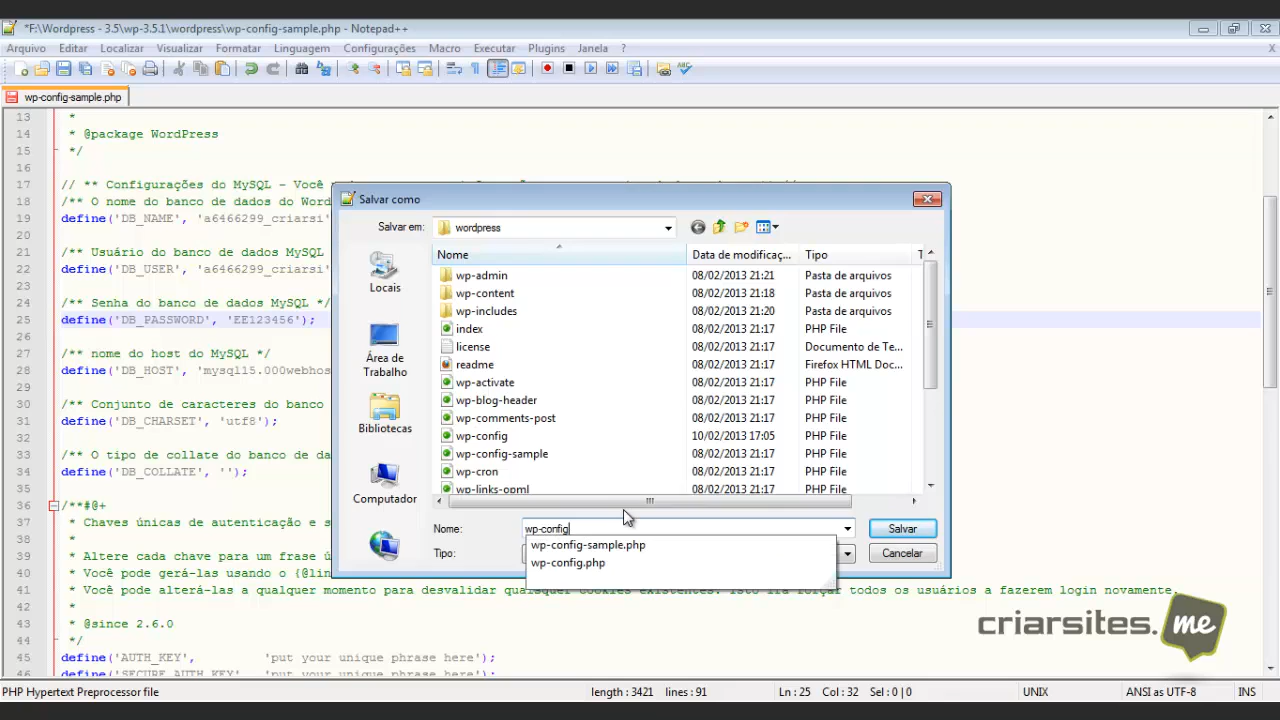 *F:\Wordpress - 3.5\wp-3.5.1\wordpress\wp-config-sample.php - Notepad++
Arquivo Editar Localizar Visualizar Formatar Linguagem Configurações Macro Executar Plugins Janela ? X
wp-config-sample.php
13 *
14 * @package WordPress
15 */
16
17 // ** Configurações do MySQL - Você
18 /** O nome do banco de dados do Wor
19 define('DB_NAME', 'a6466299_criarsi'
20
21 /** Usuário do banco de dados MySQL
22 define('DB_USER', 'a6466299_criarsi'
23
24 /** Senha do banco de dados MySQL */
25 define('DB_PASSWORD', 'EE123456');
26
27 /** nome do host do MySQL */
28 define('DB_HOST', 'mysql15.000webhos
29
30 /** Conjunto de caracteres do banco
31 define('DB_CHARSET', 'utf8');
32
33 /** O tipo de collate do banco de da
34 define('DB_COLLATE', '');
35
36 /**#@+
37 * Chaves únicas de autenticação e s
38 *
39 * Altere cada chave para um frase ú
40 * Você pode gerá-las usando o {@lin
41 * Você pode alterá-las a qualquer momento para desvalidar quaisquer cookies existentes. Isto irá forçar todos os usuários a fazerem login novamente.
42 *
43 * @since 2.6.0
44 */
45 define('AUTH_KEY', 'put your unique phrase here');
46 define('SECURE_AUTH_KEY', 'put your unique phrase here');
Salvar como
Salvar em: wordpress
Nome Data de modificaç... Tipo T
wp-admin 08/02/2013 21:21 Pasta de arquivos
wp-content 08/02/2013 21:18 Pasta de arquivos
wp-includes 08/02/2013 21:20 Pasta de arquivos
index 08/02/2013 21:17 PHP File
license 08/02/2013 21:17 Documento de Te...
readme 08/02/2013 21:17 Firefox HTML Doc...
wp-activate 08/02/2013 21:17 PHP File
wp-blog-header 08/02/2013 21:17 PHP File
wp-comments-post 08/02/2013 21:17 PHP File
wp-config 10/02/2013 17:05 PHP File
wp-config-sample 08/02/2013 21:17 PHP File
wp-cron 08/02/2013 21:17 PHP File
wp-links-opml 08/02/2013 21:17 PHP File
Locais
Área de
Trabalho
Bibliotecas
Computador
Nome: wp-config Salvar
wp-config-sample.php
Tipo: Cancelar
wp-config.php
criarsites.me
PHP Hypertext Preprocessor file length : 3421 lines : 91 Ln : 25 Col : 32 Sel : 0 | 0 UNIX ANSI as UTF-8 INS